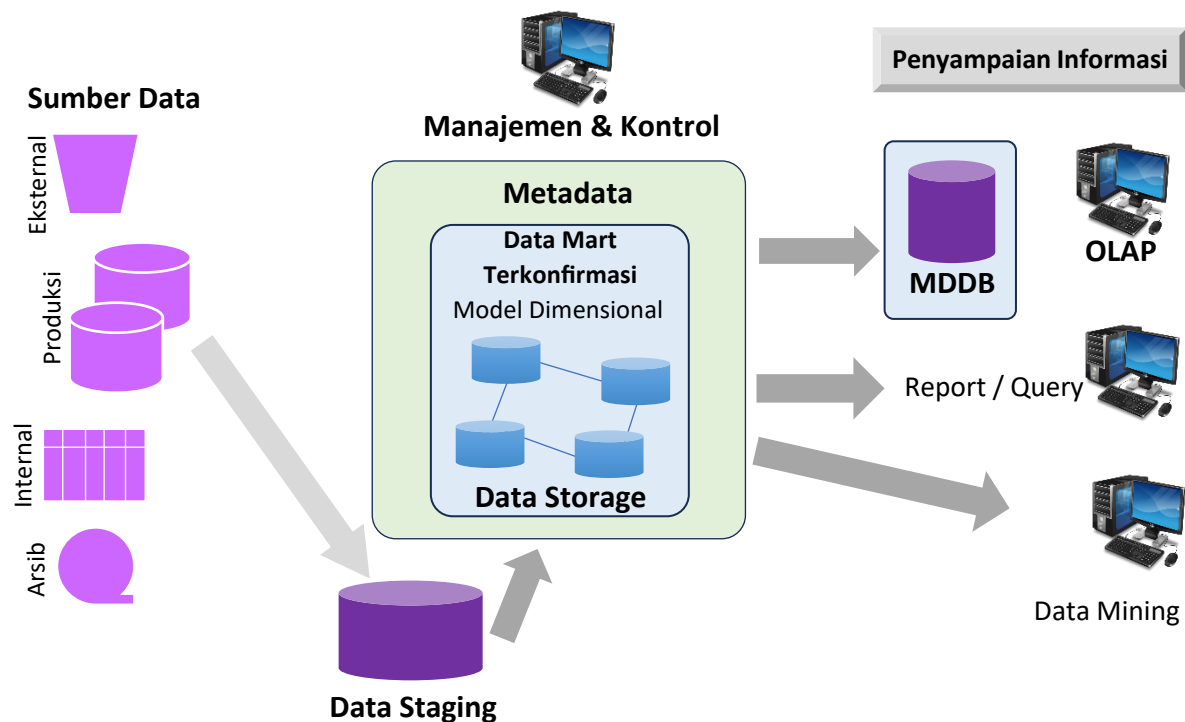 Sumber Data
Eksternal
Produksi
Internal
Arsib
Data Staging
Manajemen & Kontrol
Metadata
Data Mart
Terkonfirmasi
Model Dimensional
Data Storage
Penyampaian Informasi
MDDB
OLAP
Report / Query
Data Mining